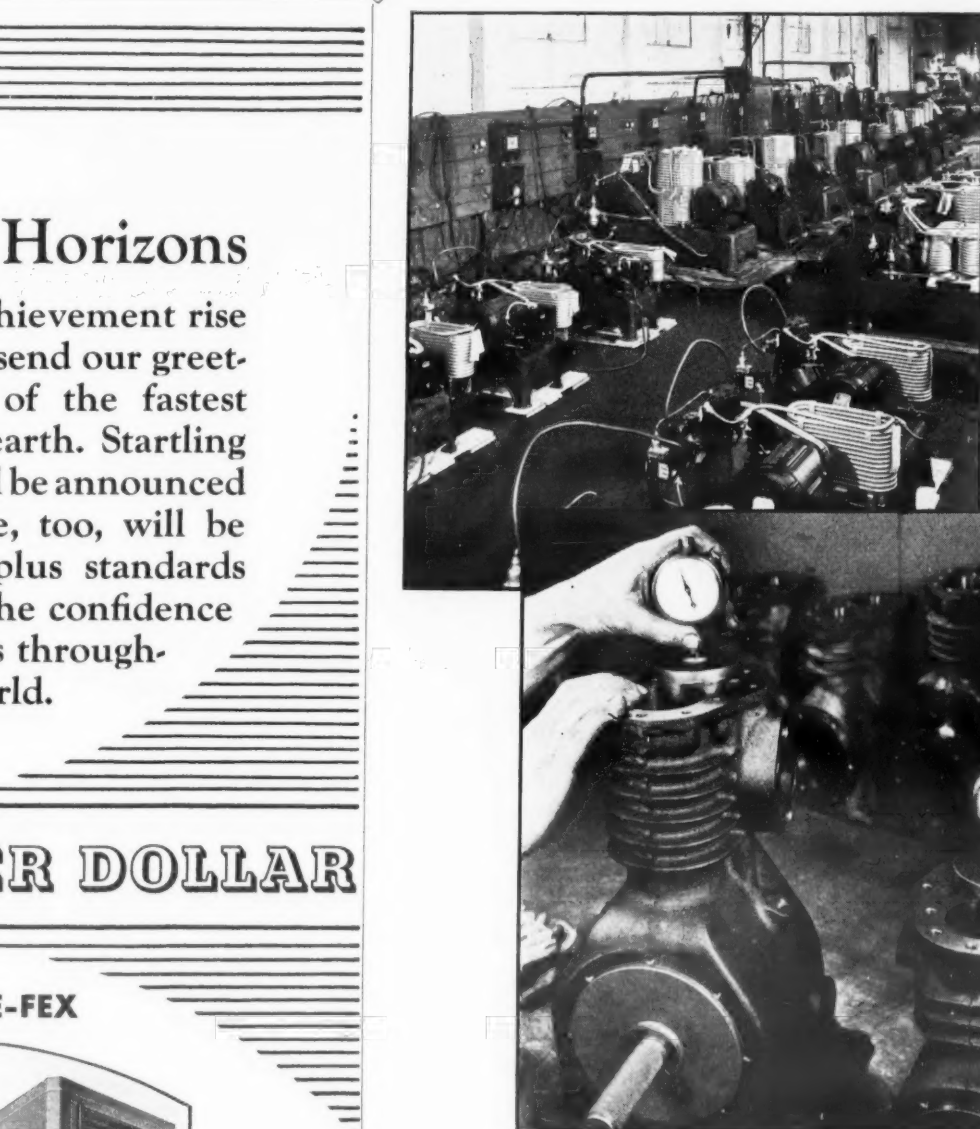 Horizons
hievement rise
send our greet-
of the fastest
earth. Startling
l be announced
e, too, will be
plus standards
he confidence
s through-
rld.
ER DOLLAR
E-FEX